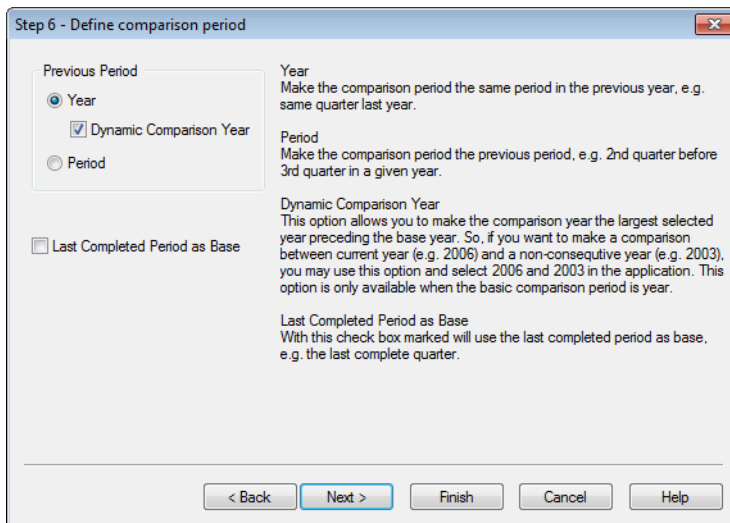 Step 6 - Define comparison period
Previous Period
Year
Dynamic Comparison Year
Period
Last Completed Period as Base
Year
Make the comparison period the same period in the previous year, e.g.
same quarter last year.
Period
Make the comparison period the previous period, e.g. 2nd quarter before
3rd quarter in a given year.
Dynamic Comparison Year
This option allows you to make the comparison year the largest selected
year preceding the base year. So, if you want to make a comparison
between current year (e.g. 2006) and a non-consequtive year (e.g. 2003),
you may use this option and select 2006 and 2003 in the application. This
option is only available when the basic comparison period is year.
Last Completed Period as Base
With this check box marked will use the last completed period as base,
e.g. the last complete quarter.
< Back
Next >
Finish
Cancel
Help